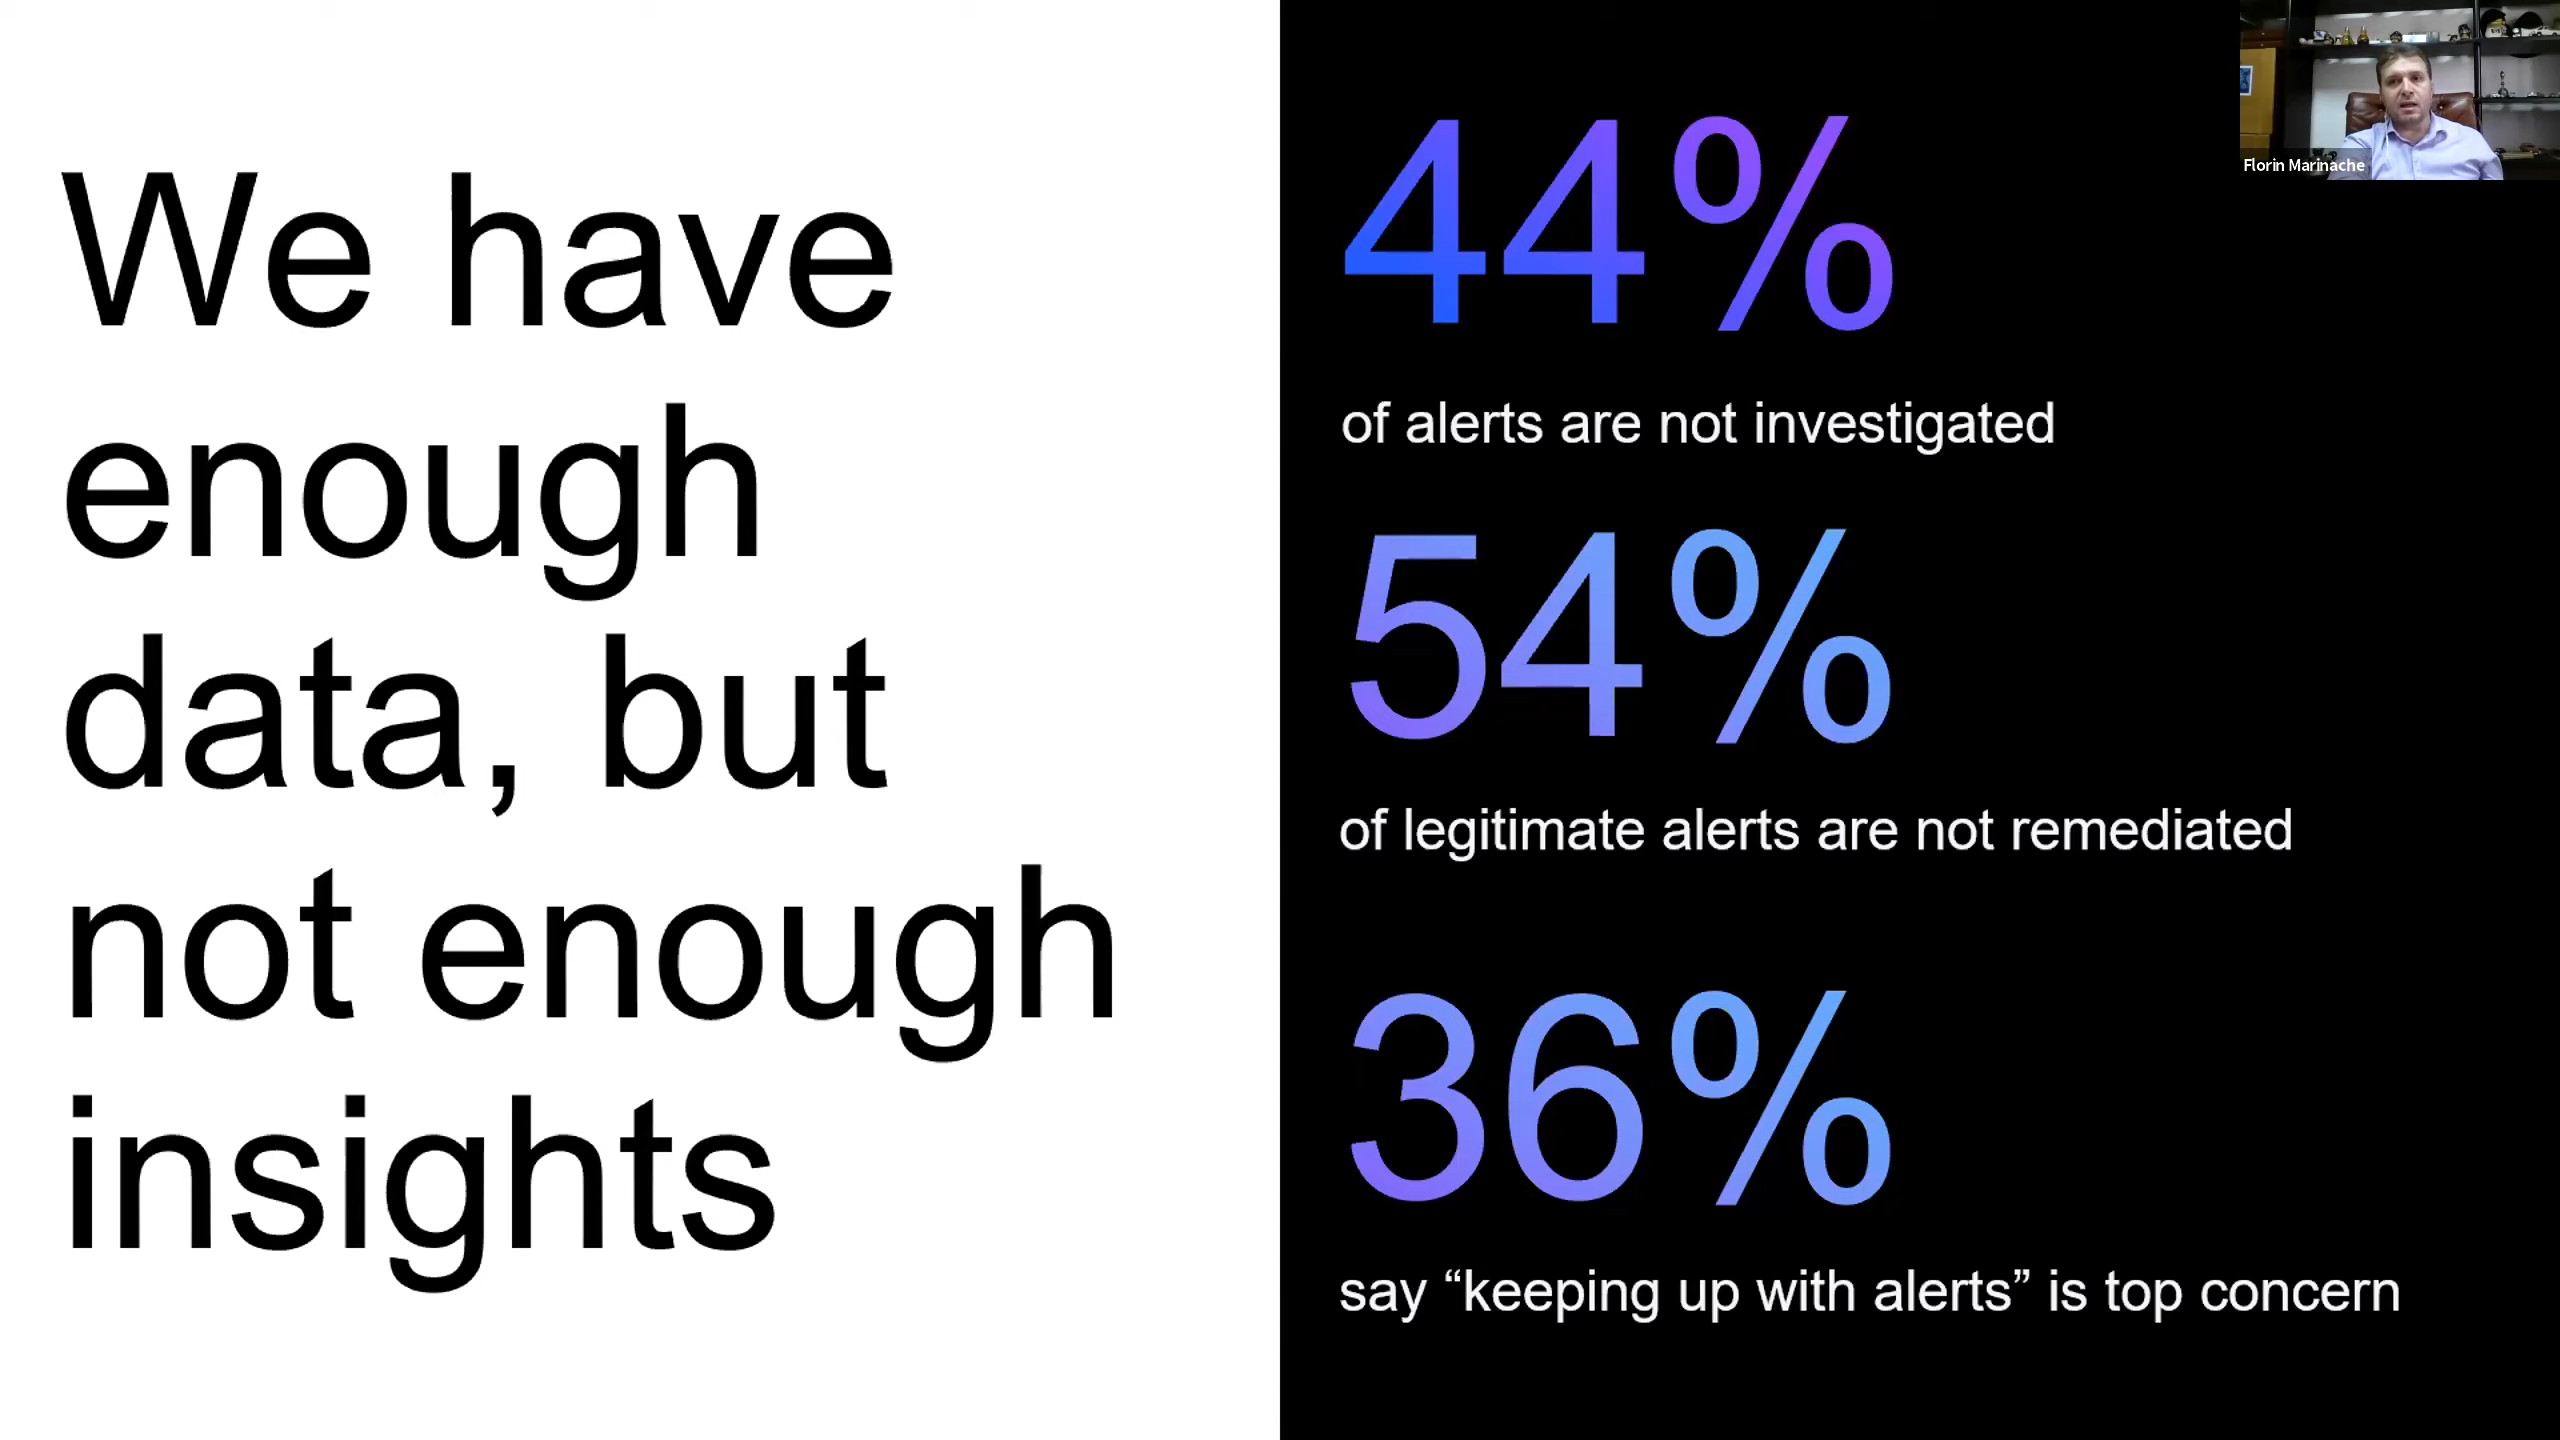 We have
enough
data, but
not enough
insights
44%
of alerts are not investigated
54%
of legitimate alerts are not remediated
36%
say “keeping up with alerts” is top concern
Florin Marinache